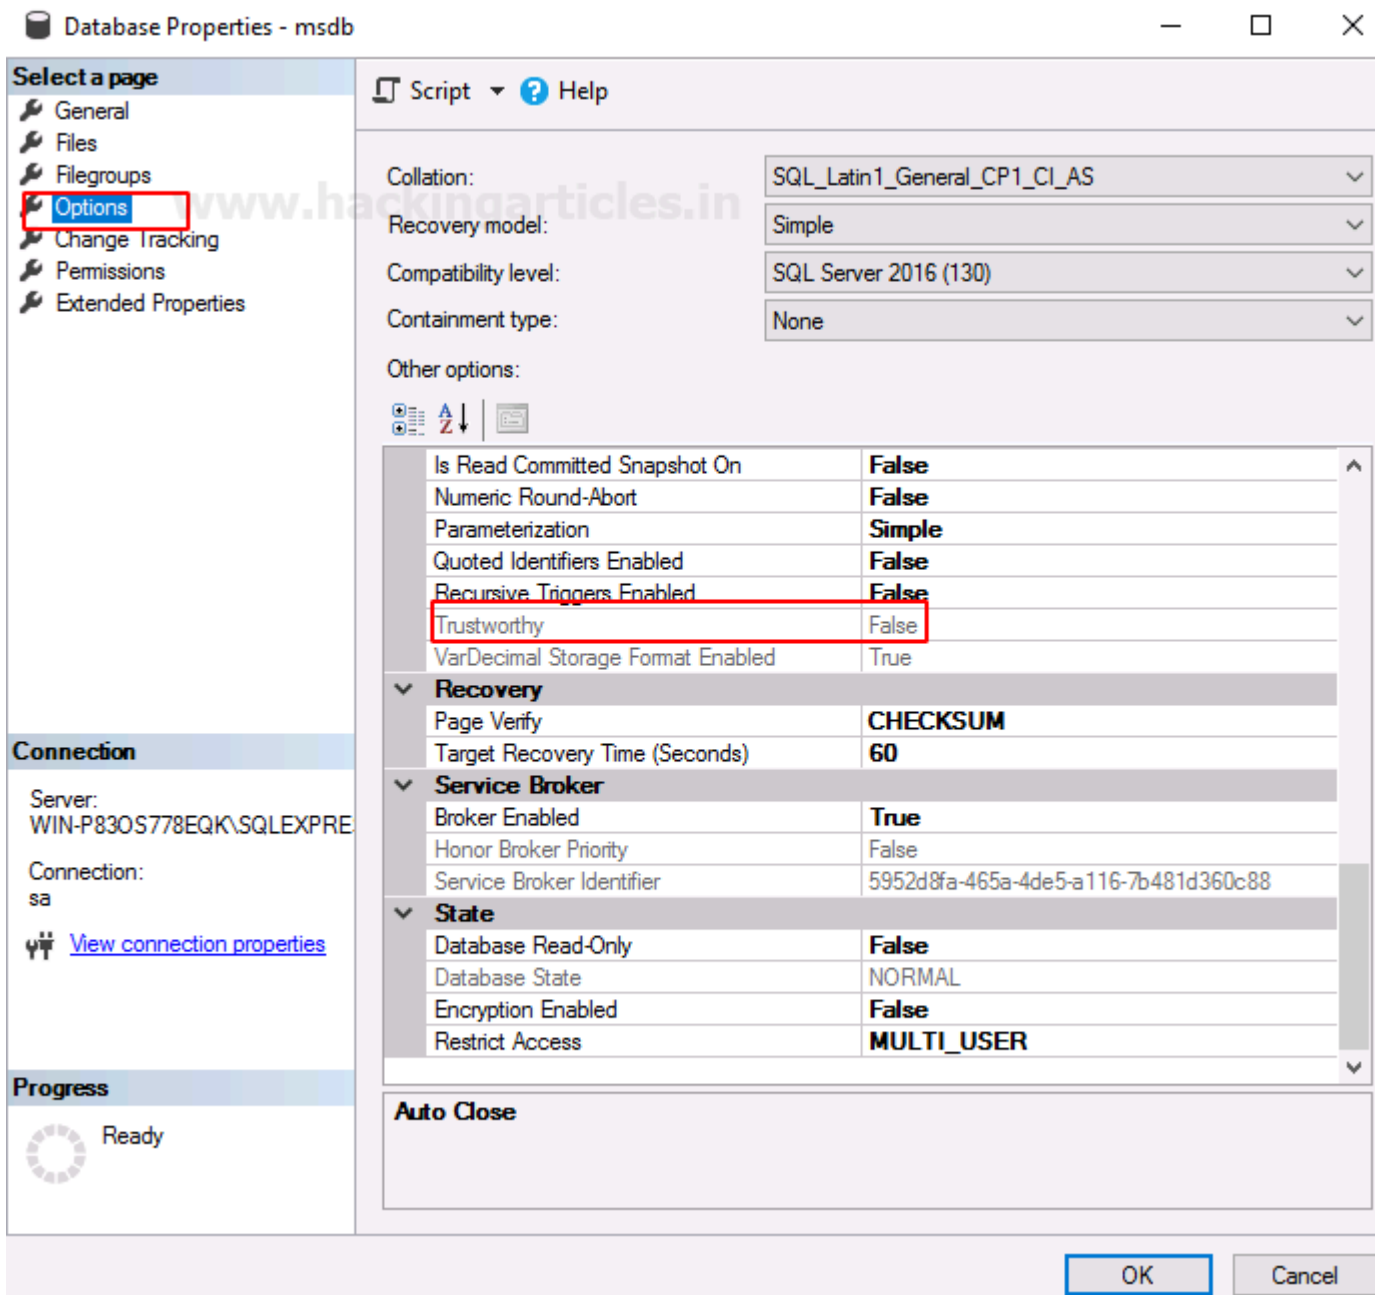 Database Properties - msdb
Select a page
General
Files
Filegroups
Options
Change Tracking
Permissions
Extended Properties
Script
Help
www.hackingarticles.in
Collation: SQL_Latin1_General_CP1_CI_AS
Recovery model: Simple
Compatibility level: SQL Server 2016 (130)
Containment type: None
Other options:
Is Read Committed Snapshot On False
Numeric Round-Abort False
Parameterization Simple
Quoted Identifiers Enabled False
Recursive Triggers Enabled False
Trustworthy False
VarDecimal Storage Format Enabled True
Recovery
Page Verify CHECKSUM
Target Recovery Time (Seconds) 60
Service Broker
Broker Enabled True
Honor Broker Priority False
Service Broker Identifier 5952d8fa-465a-4de5-a116-7b481d360c88
State
Database Read-Only False
Database State NORMAL
Encryption Enabled False
Restrict Access MULTI_USER
Auto Close
Connection
Server:
WIN-P83OS778EQK\SQLEXPRES
Connection:
sa
View connection properties
Progress
Ready
OK
Cancel